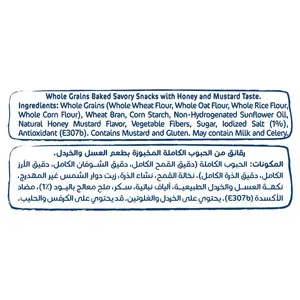 Whole Grains Baked Savory Snacks with Honey and Mustard Taste.
Ingredients: Whole Grains (Whole Wheat Flour, Whole Oat Flour, Whole Rice Flour,
Whole Corn Flour), Wheat Bran, Corn Starch, Non-Hydrogenated Sunflower Oil,
Natural Honey Mustard Flavor, Vegetable Fibers, Sugar, Iodized Salt (1%),
Antioxidant (E307b). Contains Mustard and Gluten. May contain Milk and Celery.
رقائق من الحبوب الكاملة المخبوزة بطعم العسل والخردل.
المكونات: الحبوب الكاملة (دقيق القمح الكامل، دقيق الشوفان الكامل، دقيق الأرز
الكامل، دقيق الذرة الكامل)، نخالة القمح، نشاء الذرة، زيت دوار الشمس غير المهدرج،
نكهة العسل والخردل الطبيعية، ألياف نباتية، سكر، ملح معالج باليود (١٪)، مضاد
الأكسدة (E307b). يحتوي على الخردل والغلوتين. قد يحتوي على الكرفس والحليب.